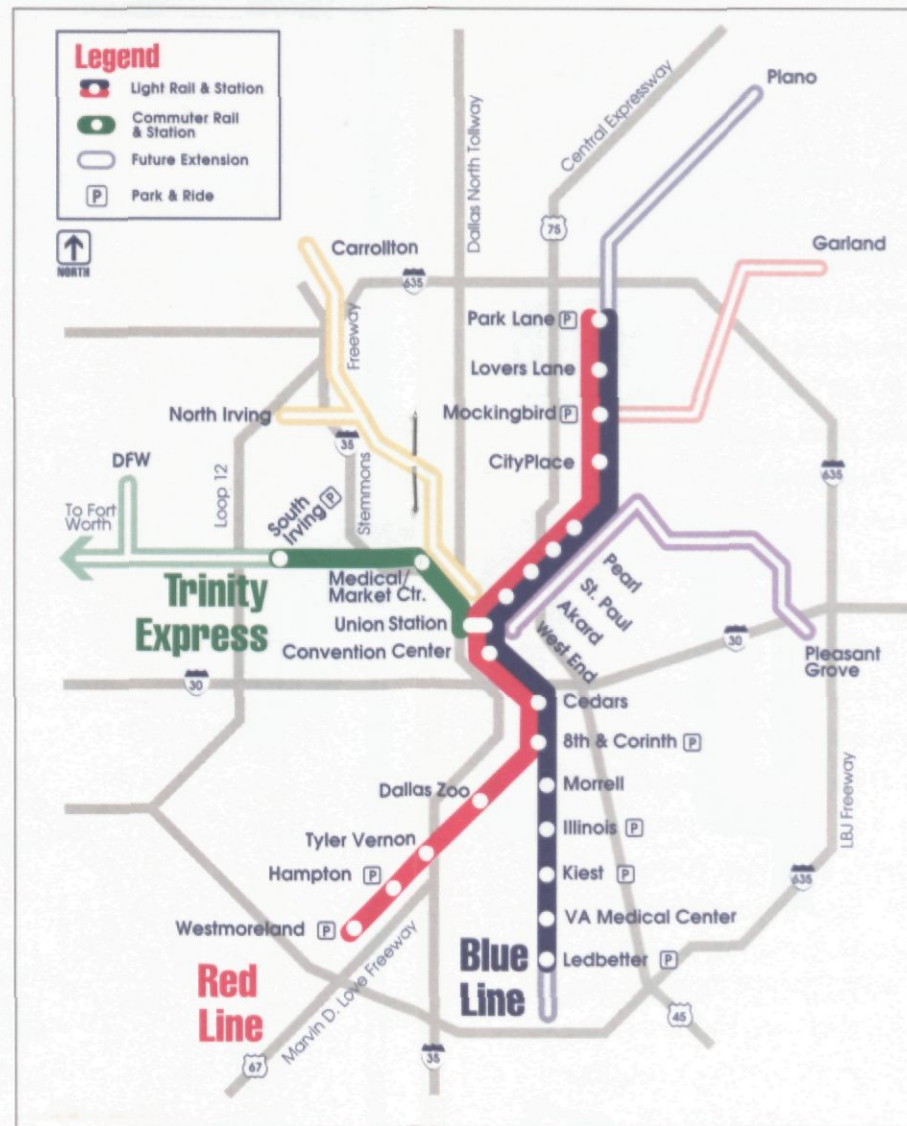 Legend
Light Rail & Station
Commuter Rail
& Station
Future Extension
P Park & Ride
NORTH
Plano
Central Expressway
Dallas North Tollway
75
Garland
Carrollton
635
Park Lane P
Freeway
Lovers Lane
North Irving
Mockingbird P
35
DFW
CityPlace
635
Loop 12
To Fort
Worth
South
Irving P
Stemmons
Trinity
Express
Medical/
Market Ctr.
Pearl
St. Paul
Akard
West End
Union Station
Convention Center
30
Pleasant
Grove
30
Cedars
8th & Corinth P
Dallas Zoo
Morrell
Tyler Vernon
Illinois P
LBJ Freeway
Hampton P
Kiest P
635
Westmoreland P
VA Medical Center
Blue
Line
Ledbetter P
Red
Line
Marvin D. Love Freeway
45
35
67